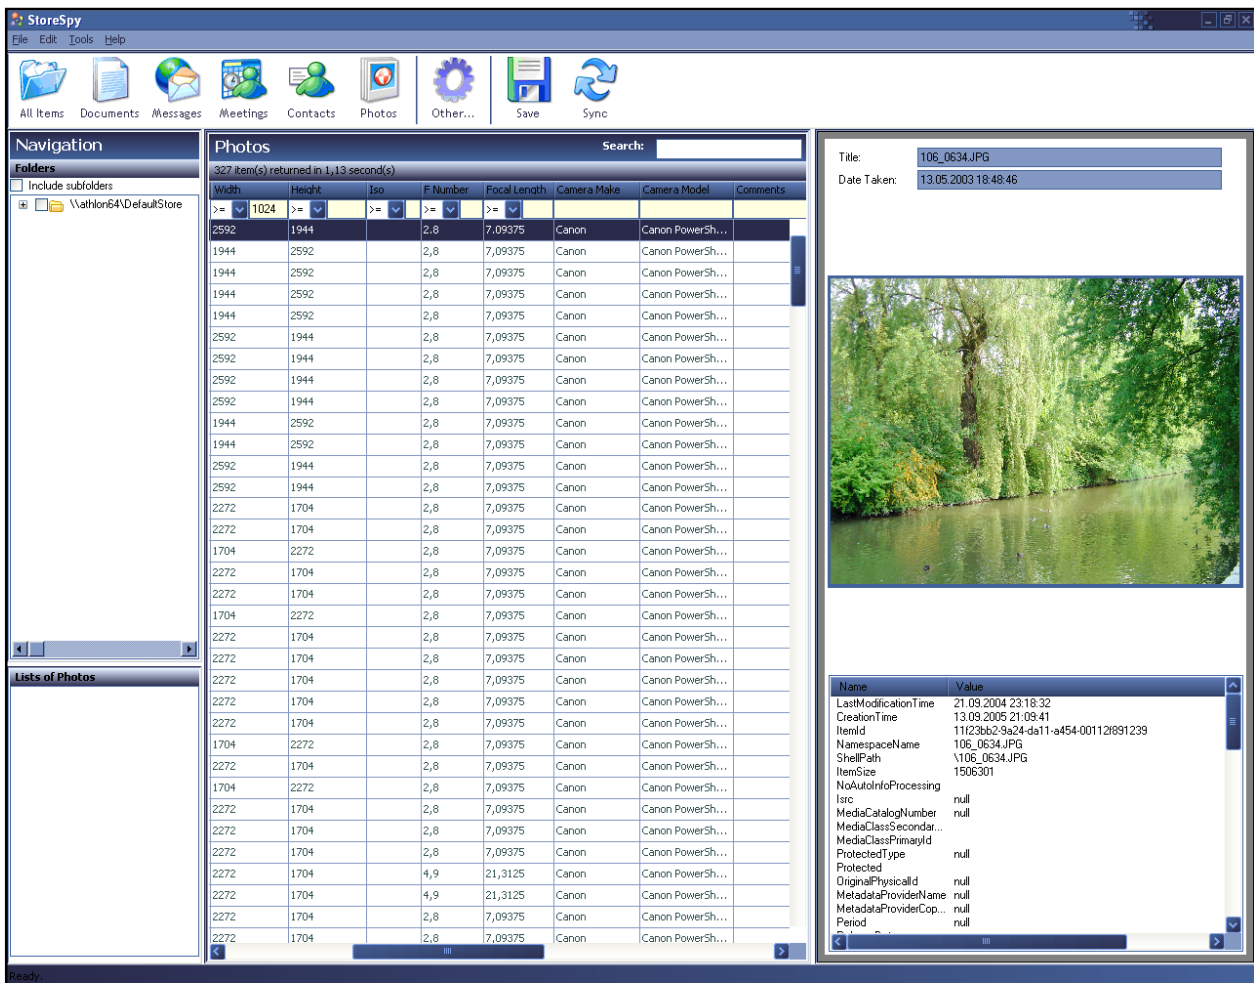 StoreSpy
File Edit Tools Help
All Items Documents Messages Meetings Contacts Photos Other... Save Sync
Navigation
Folders
Include subfolders
\\athlon64\DefaultStore
Lists of Photos
Photos Search:
327 item(s) returned in 1,13 second(s)
Width Height Iso F Number Focal Length Camera Make Camera Model Comments
>= 1024 >= >= >= >=
2592 1944 2.8 7.09375 Canon Canon PowerSh...
1944 2592 2,8 7,09375 Canon Canon PowerSh...
1944 2592 2,8 7,09375 Canon Canon PowerSh...
1944 2592 2,8 7,09375 Canon Canon PowerSh...
1944 2592 2,8 7,09375 Canon Canon PowerSh...
2592 1944 2,8 7,09375 Canon Canon PowerSh...
2592 1944 2,8 7,09375 Canon Canon PowerSh...
2592 1944 2,8 7,09375 Canon Canon PowerSh...
2592 1944 2,8 7,09375 Canon Canon PowerSh...
1944 2592 2,8 7,09375 Canon Canon PowerSh...
1944 2592 2,8 7,09375 Canon Canon PowerSh...
2592 1944 2,8 7,09375 Canon Canon PowerSh...
2592 1944 2,8 7,09375 Canon Canon PowerSh...
2272 1704 2,8 7,09375 Canon Canon PowerSh...
2272 1704 2,8 7,09375 Canon Canon PowerSh...
1704 2272 2,8 7,09375 Canon Canon PowerSh...
2272 1704 2,8 7,09375 Canon Canon PowerSh...
2272 1704 2,8 7,09375 Canon Canon PowerSh...
1704 2272 2,8 7,09375 Canon Canon PowerSh...
2272 1704 2,8 7,09375 Canon Canon PowerSh...
2272 1704 2,8 7,09375 Canon Canon PowerSh...
2272 1704 2,8 7,09375 Canon Canon PowerSh...
2272 1704 2,8 7,09375 Canon Canon PowerSh...
2272 1704 2,8 7,09375 Canon Canon PowerSh...
1704 2272 2,8 7,09375 Canon Canon PowerSh...
2272 1704 2,8 7,09375 Canon Canon PowerSh...
1704 2272 2,8 7,09375 Canon Canon PowerSh...
2272 1704 2,8 7,09375 Canon Canon PowerSh...
2272 1704 2,8 7,09375 Canon Canon PowerSh...
2272 1704 2,8 7,09375 Canon Canon PowerSh...
2272 1704 4,9 21,3125 Canon Canon PowerSh...
2272 1704 4,9 21,3125 Canon Canon PowerSh...
2272 1704 2,8 7,09375 Canon Canon PowerSh...
2272 1704 2,8 7,09375 Canon Canon PowerSh...
Title: 106_0634.JPG
Date Taken: 13.05.2003 18:48:46
Name Value
LastModificationTime 21.09.2004 23:18:32
CreationTime 13.09.2005 21:09:41
ItemId 11f23bb2-9a24-da11-a454-00112f891239
NamespaceName 106_0634.JPG
ShellPath \106_0634.JPG
ItemSize 1506301
NoAutoInfoProcessing
Isrc null
MediaCatalogNumber null
MediaClassSecondar...
MediaClassPrimaryId
ProtectedType null
Protected
OriginalPhysicalId null
MetadataProviderName null
MetadataProviderCop... null
Period null
Ready.